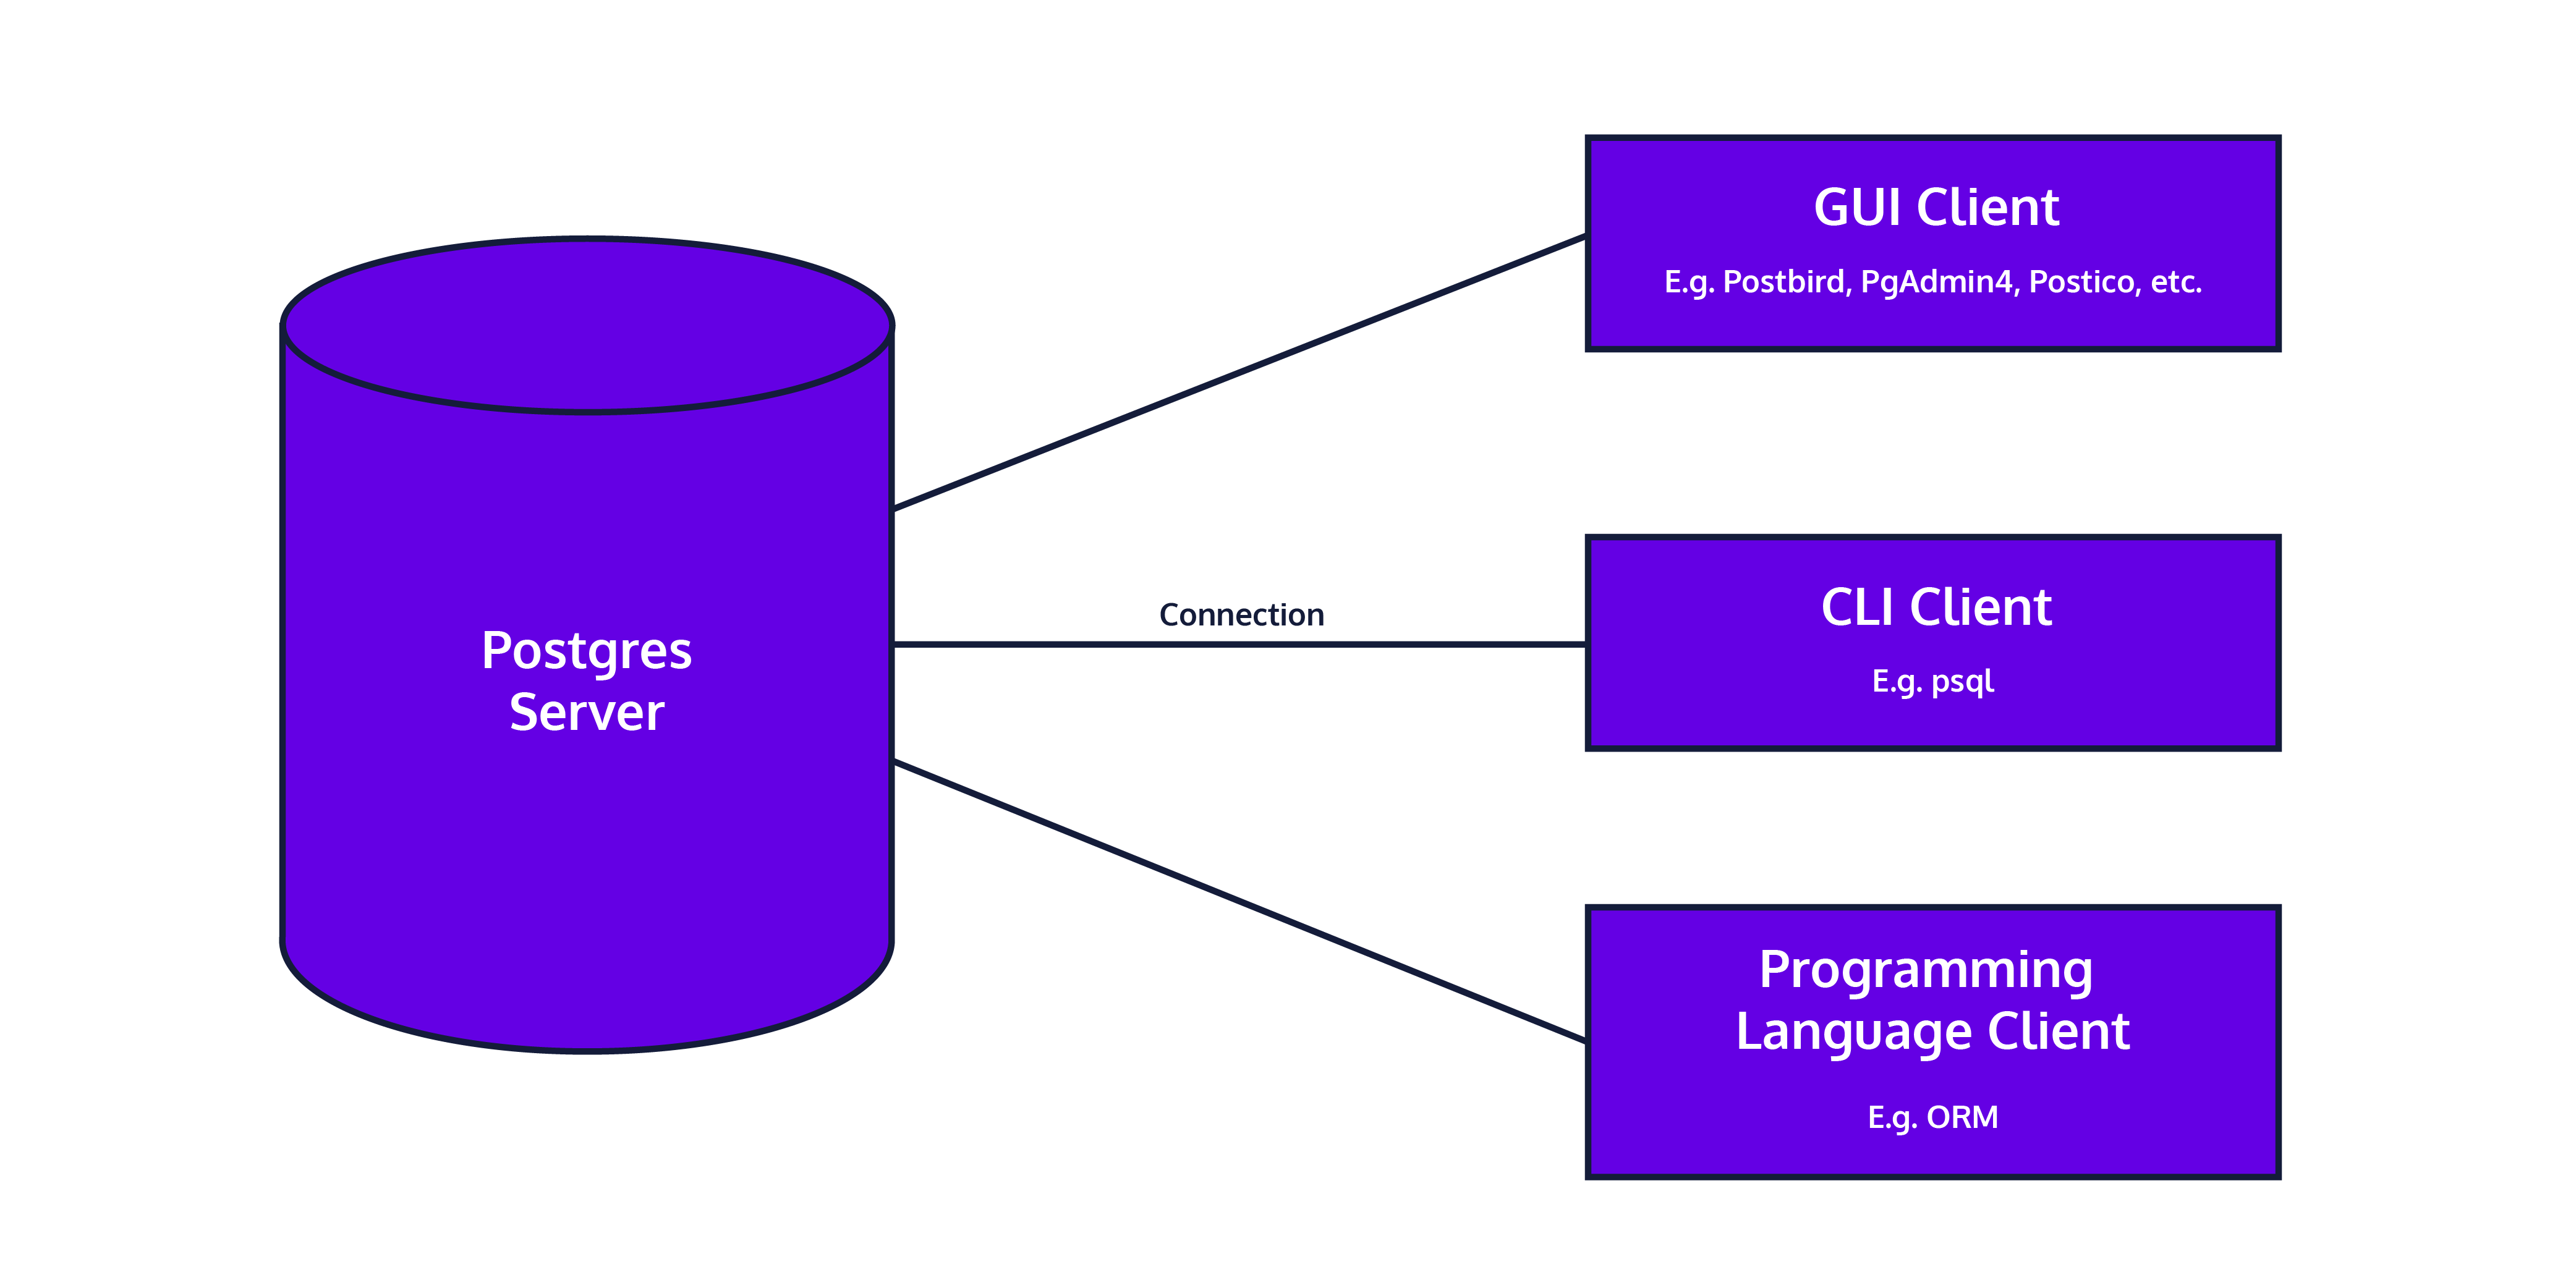 Postgres
Server
Connection
GUI Client
E.g. Postbird, PgAdmin4, Postico, etc.
CLI Client
E.g. psql
Programming
Language Client
E.g. ORM